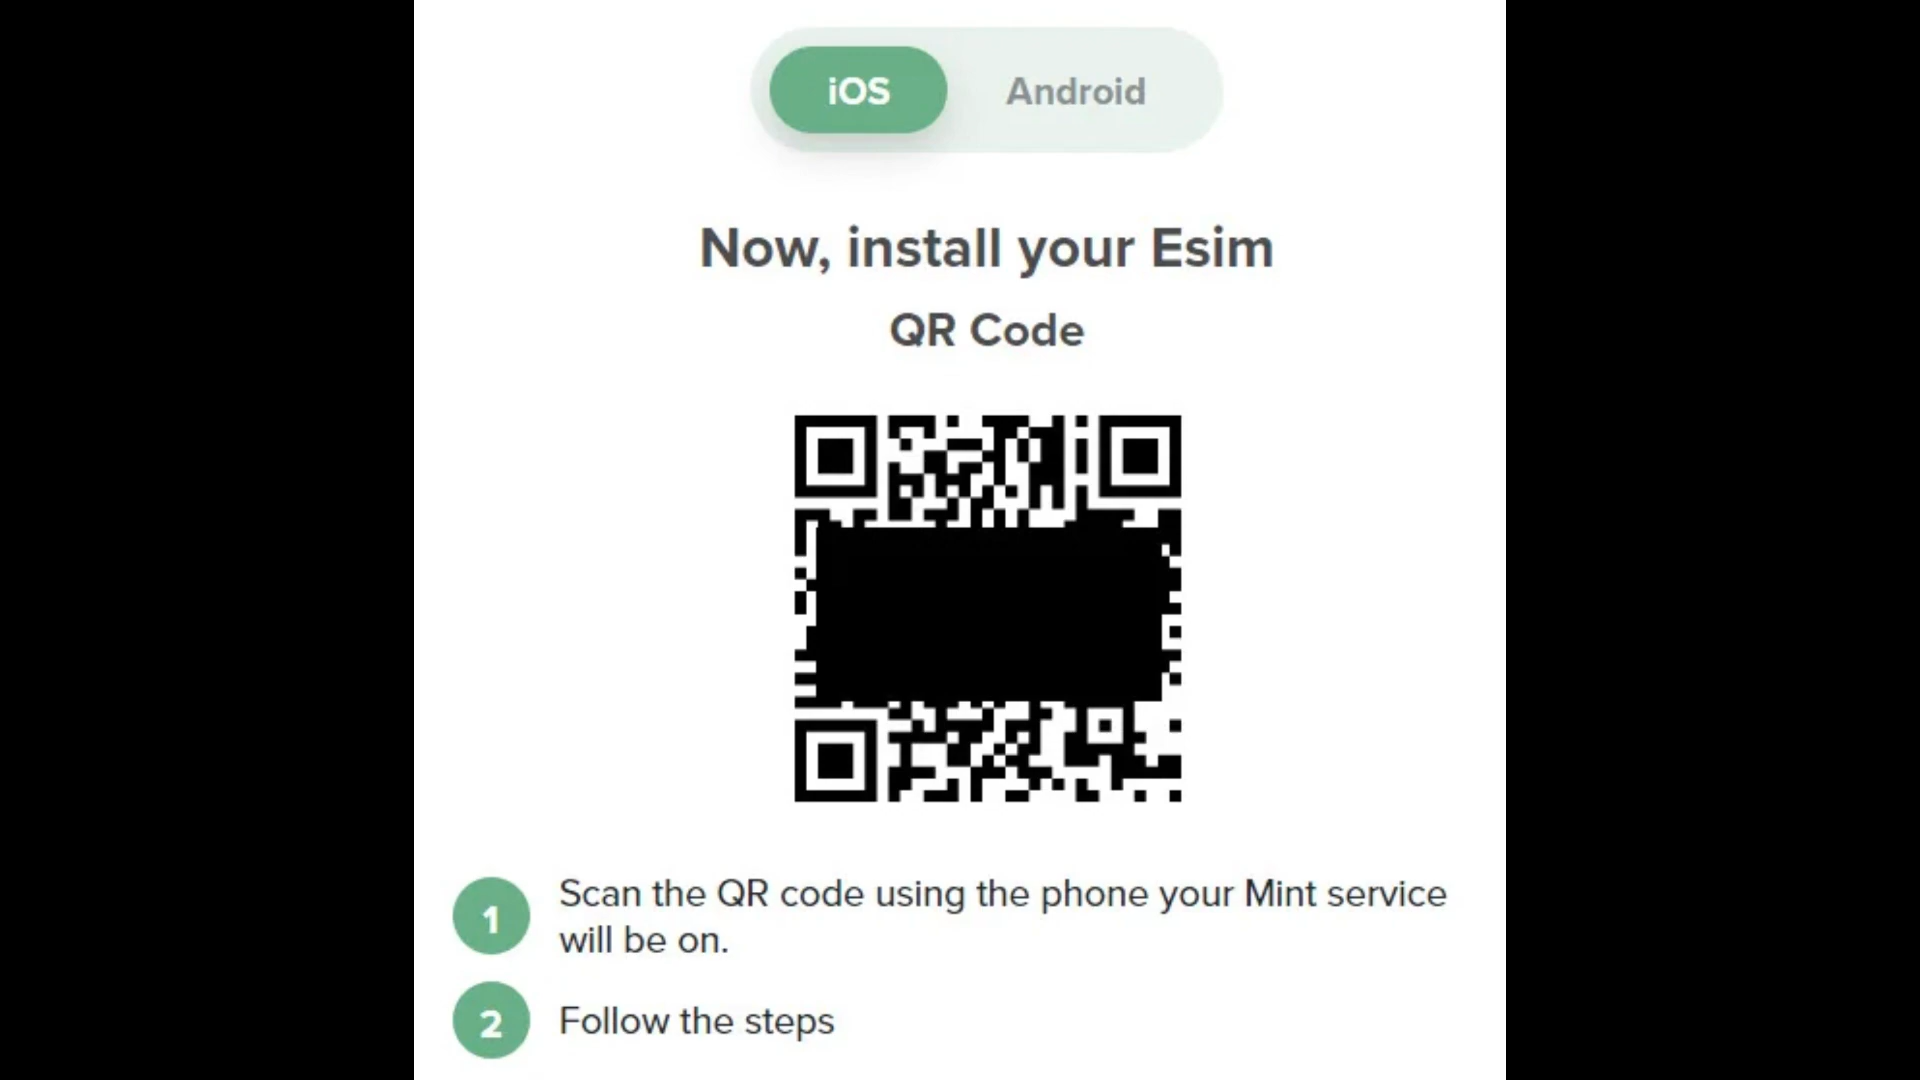 iOS Android
Now, install your Esim
QR Code
1 Scan the QR code using the phone your Mint service
will be on.
2 Follow the steps